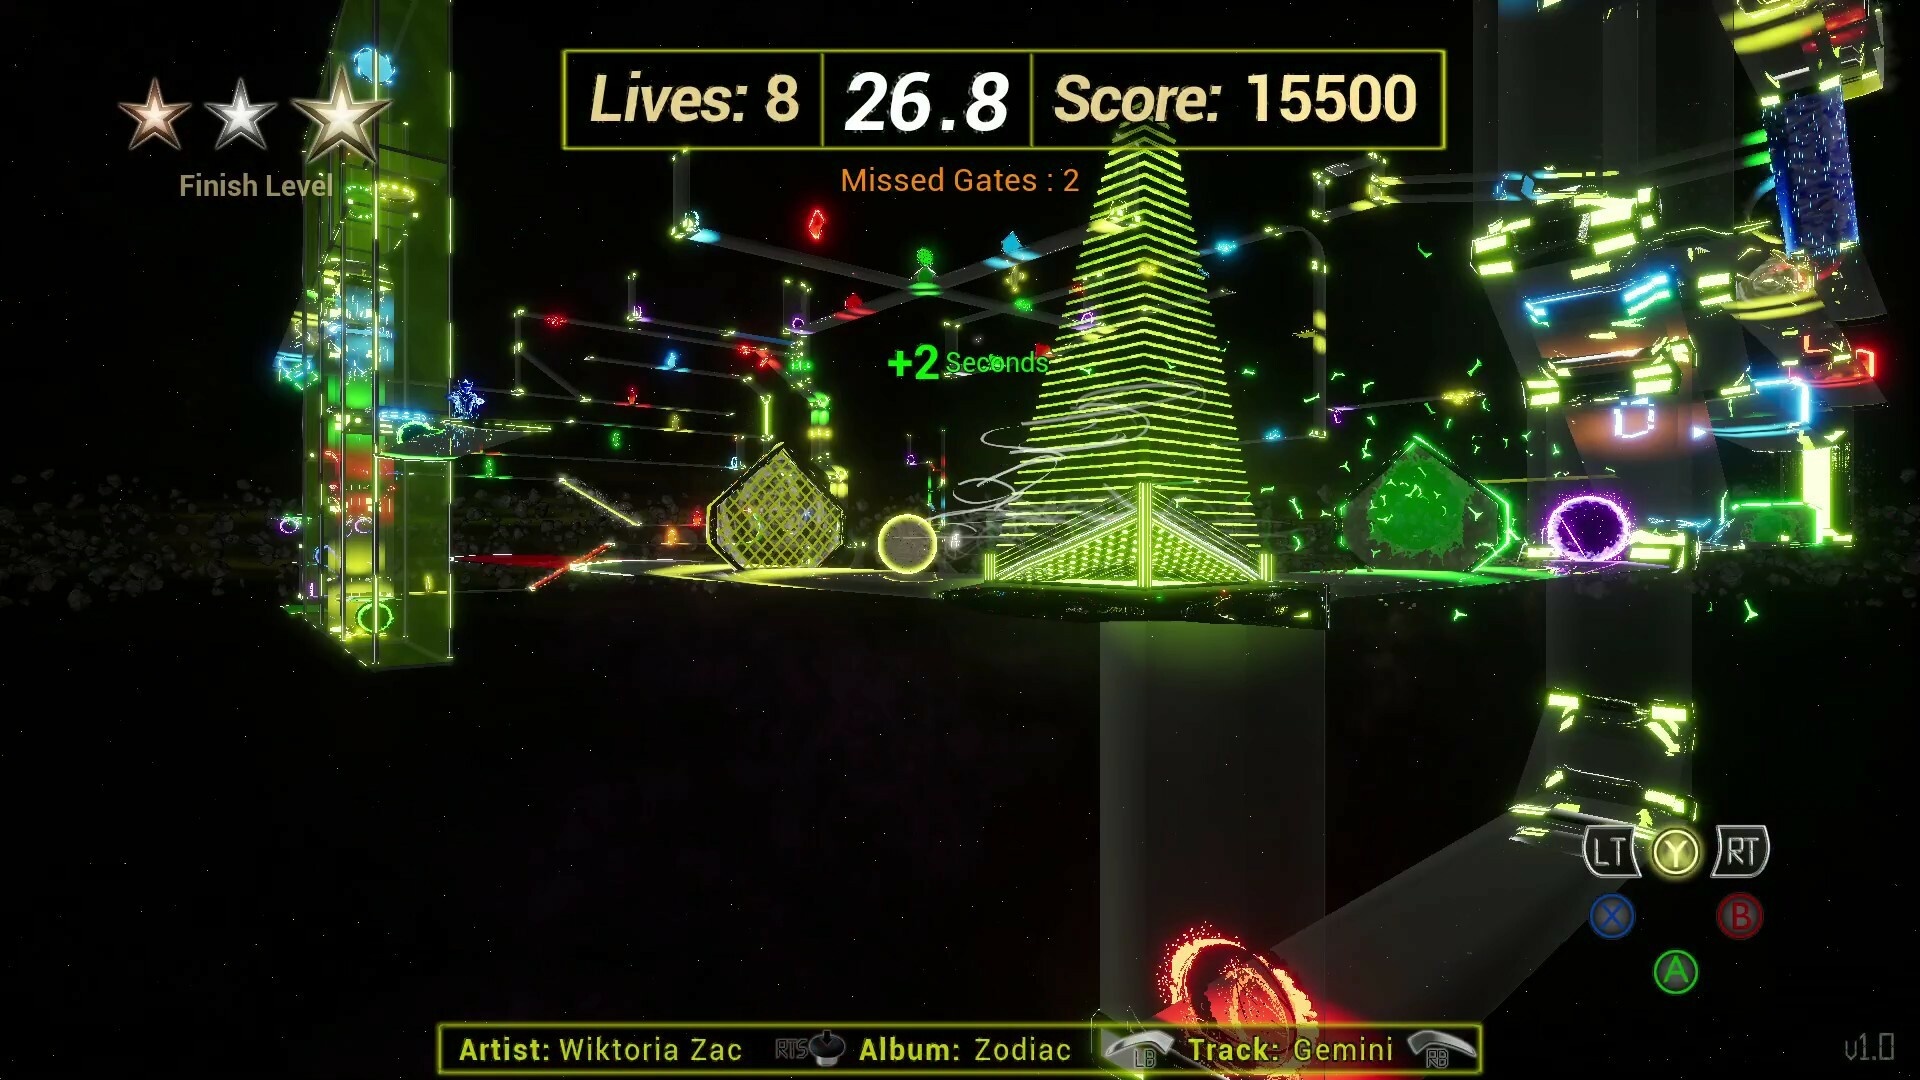 Lives: 8 26.8 Score: 15500
Finish Level
Missed Gates : 2
+2 Seconds
LT Y RT
X B
A
Artist: Wiktoria Zac RTS Album: Zodiac LB Track: Gemini RB
v1.0